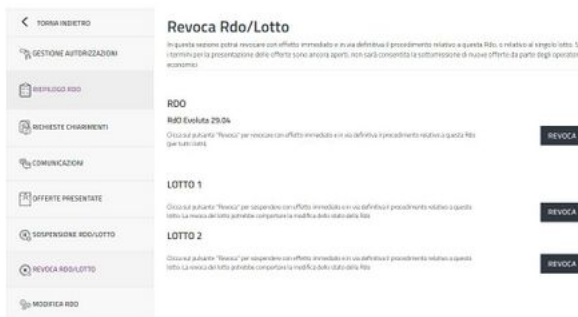 TORNA INDIETRO
GESTIONE AUTORIZZAZIONI
RIEPILOGO RDO
RICHIESTE CHIARIMENTI
COMUNICAZIONI
OFFERTE PRESENTATE
SOSPENSIONE RDO/LOTTO
REVOCA RDO/LOTTO
MODIFICA RDO
Revoca Rdo/Lotto
In questa sezione potrai revocare con effetto immediato e in via definitiva il procedimento relativo a questa Rdo, o relativo al singolo lotto. S
i termini per la presentazione delle offerte sono ancora aperti, non sarà consentita la sottomissione di nuove offerte da parte degli operatori
economici
RDO
RdO Evoluta 29.04
Clicca sul pulsante "Revoca" per revocare con effetto immediato e in via definitiva il procedimento relativo a questa Rdo
(per tutti i lotti).
REVOCA
LOTTO 1
Clicca sul pulsante "Revoca" per sospendere con effetto immediato e in via definitiva il procedimento relativo a questo
lotto. La revoca del lotto potrebbe comportare la modifica dello stato della Rdo
REVOCA
LOTTO 2
Clicca sul pulsante "Revoca" per sospendere con effetto immediato e in via definitiva il procedimento relativo a questo
lotto. La revoca del lotto potrebbe comportare la modifica dello stato della Rdo
REVOCA